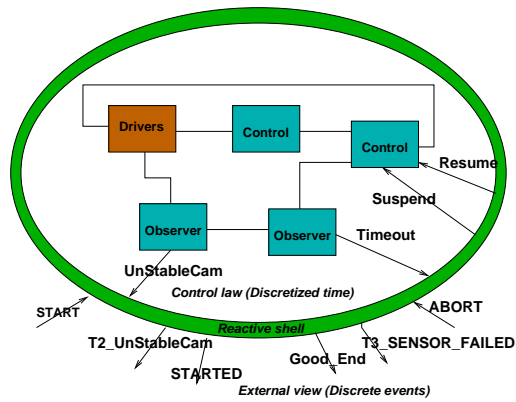 Drivers
Control
Control
Resume
Suspend
Observer
Observer
Timeout
UnStableCam
Control law (Discretized time)
START
ABORT
Reactive shell
T2_UnStableCam
Good_End
T3_SENSOR_FAILED
STARTED
External view (Discrete events)